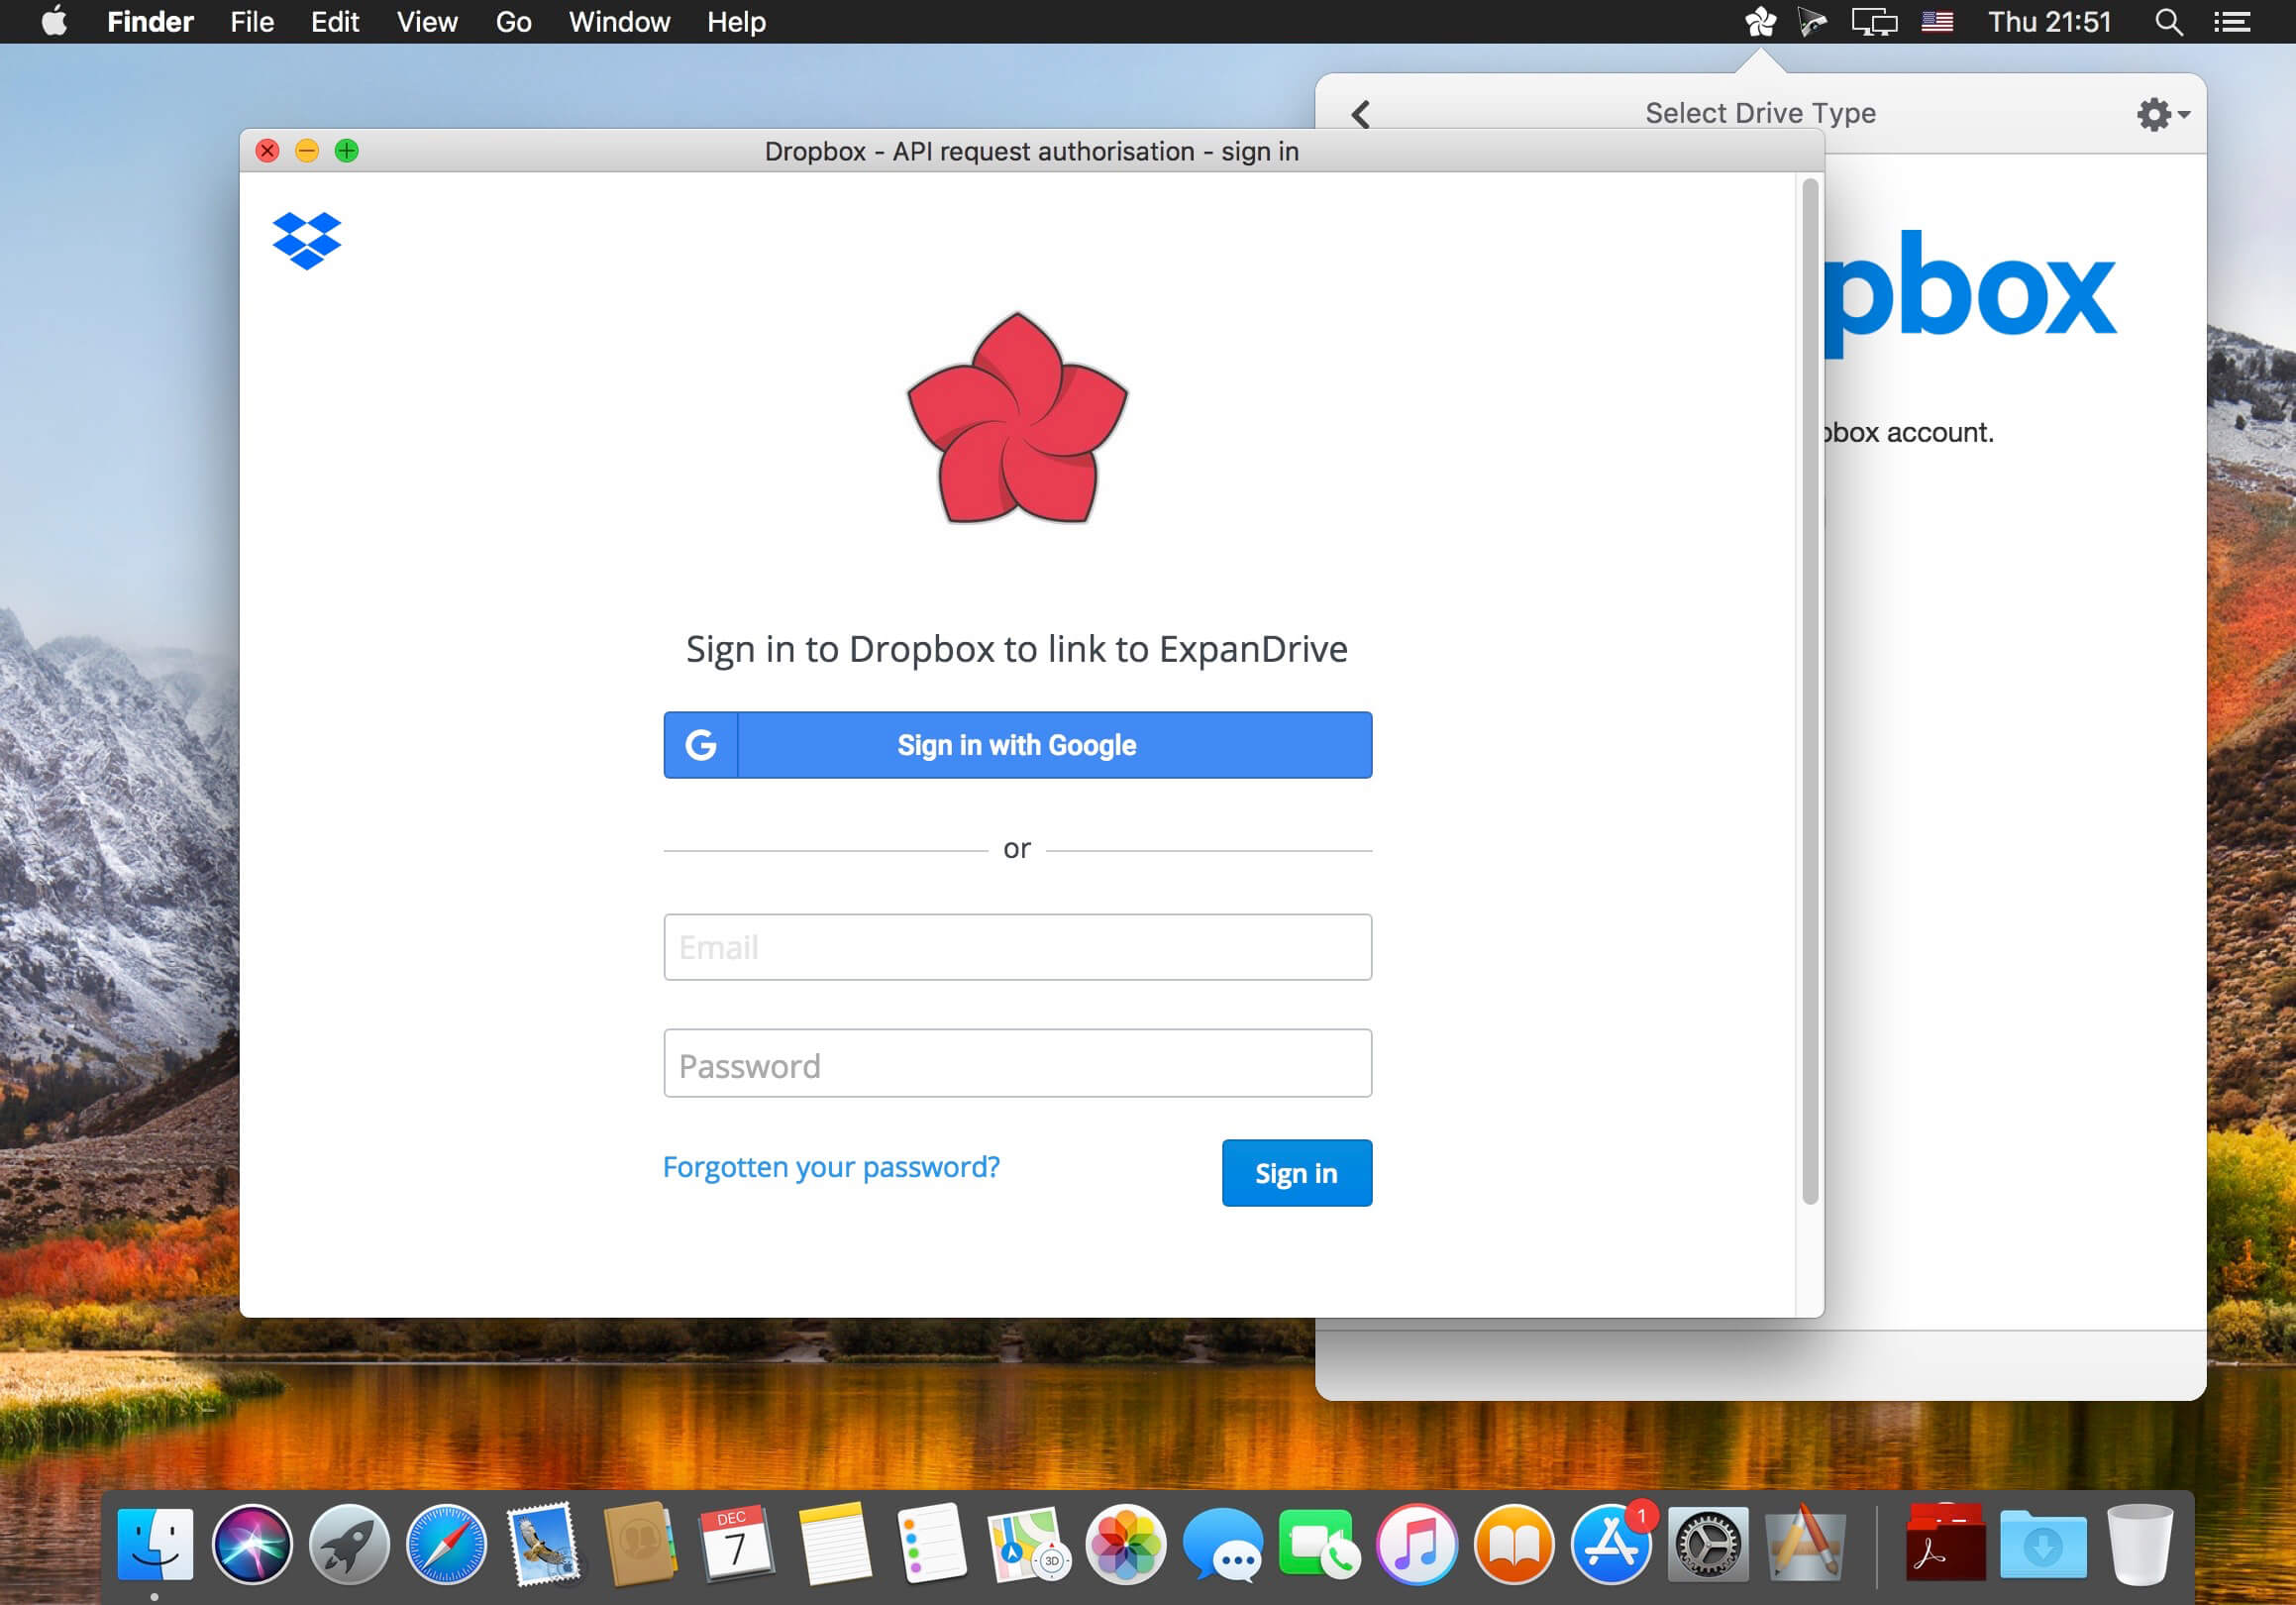 Finder File Edit View Go Window Help Thu 21:51
Select Drive Type
Dropbox - API request authorisation - sign in
pbox
box account.
Sign in to Dropbox to link to ExpanDrive
G Sign in with Google
or
Email
Password
Forgotten your password?
Sign in
DEC
7
3D
1